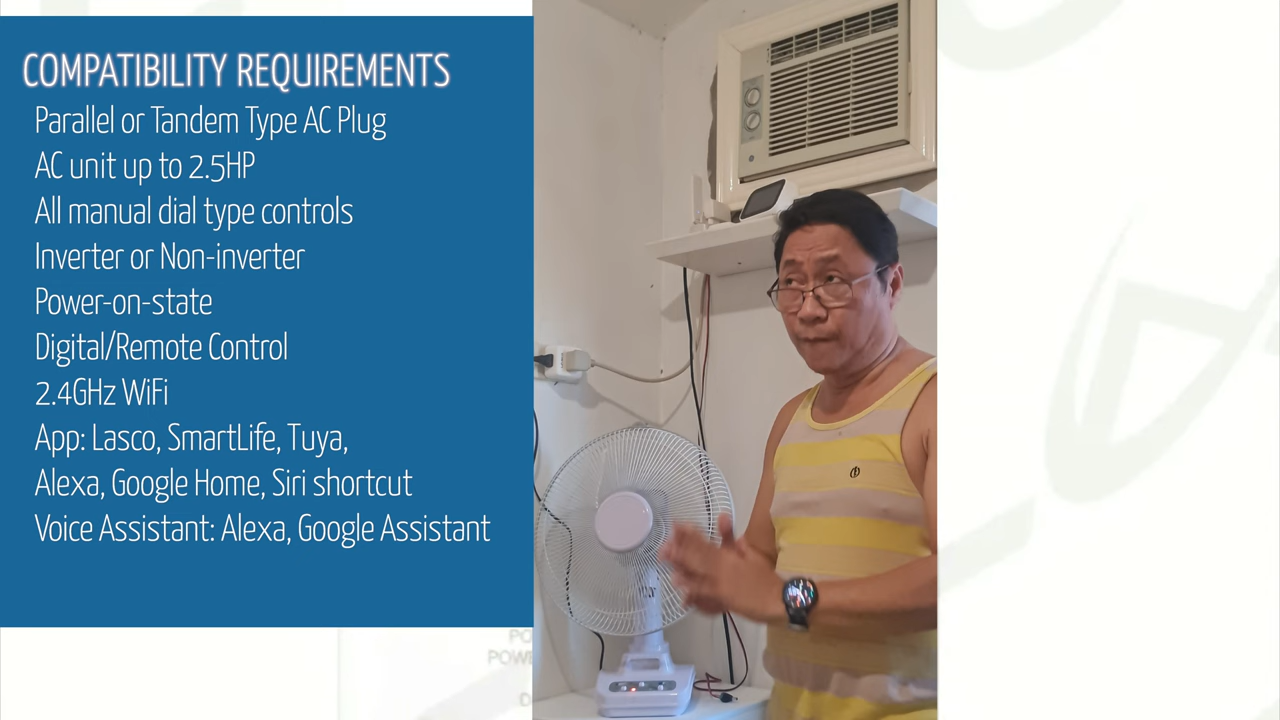 COMPATIBILITY REQUIREMENTS
Parallel or Tandem Type AC Plug
AC unit up to 2.5HP
All manual dial type controls
Inverter or Non-inverter
Power-on-state
Digital/Remote Control
2.4GHz WiFi
App: Lasco, SmartLife, Tuya,
Alexa, Google Home, Siri shortcut
Voice Assistant: Alexa, Google Assistant